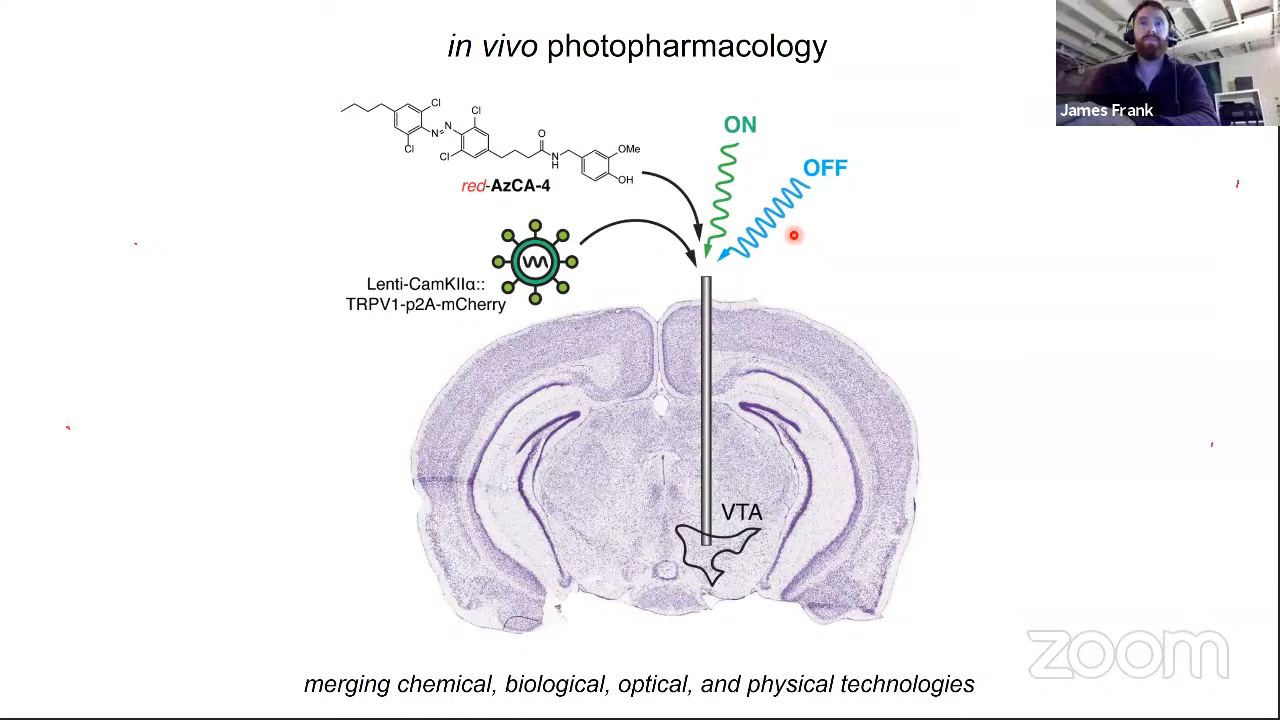 in vivo photopharmacology
James Frank
Cl
Cl
N
N
Cl
Cl
O
N
H
OMe
OH
red-AzCA-4
ON
OFF
Lenti-CamKIIα::
TRPV1-p2A-mCherry
VTA
zoom
merging chemical, biological, optical, and physical technologies